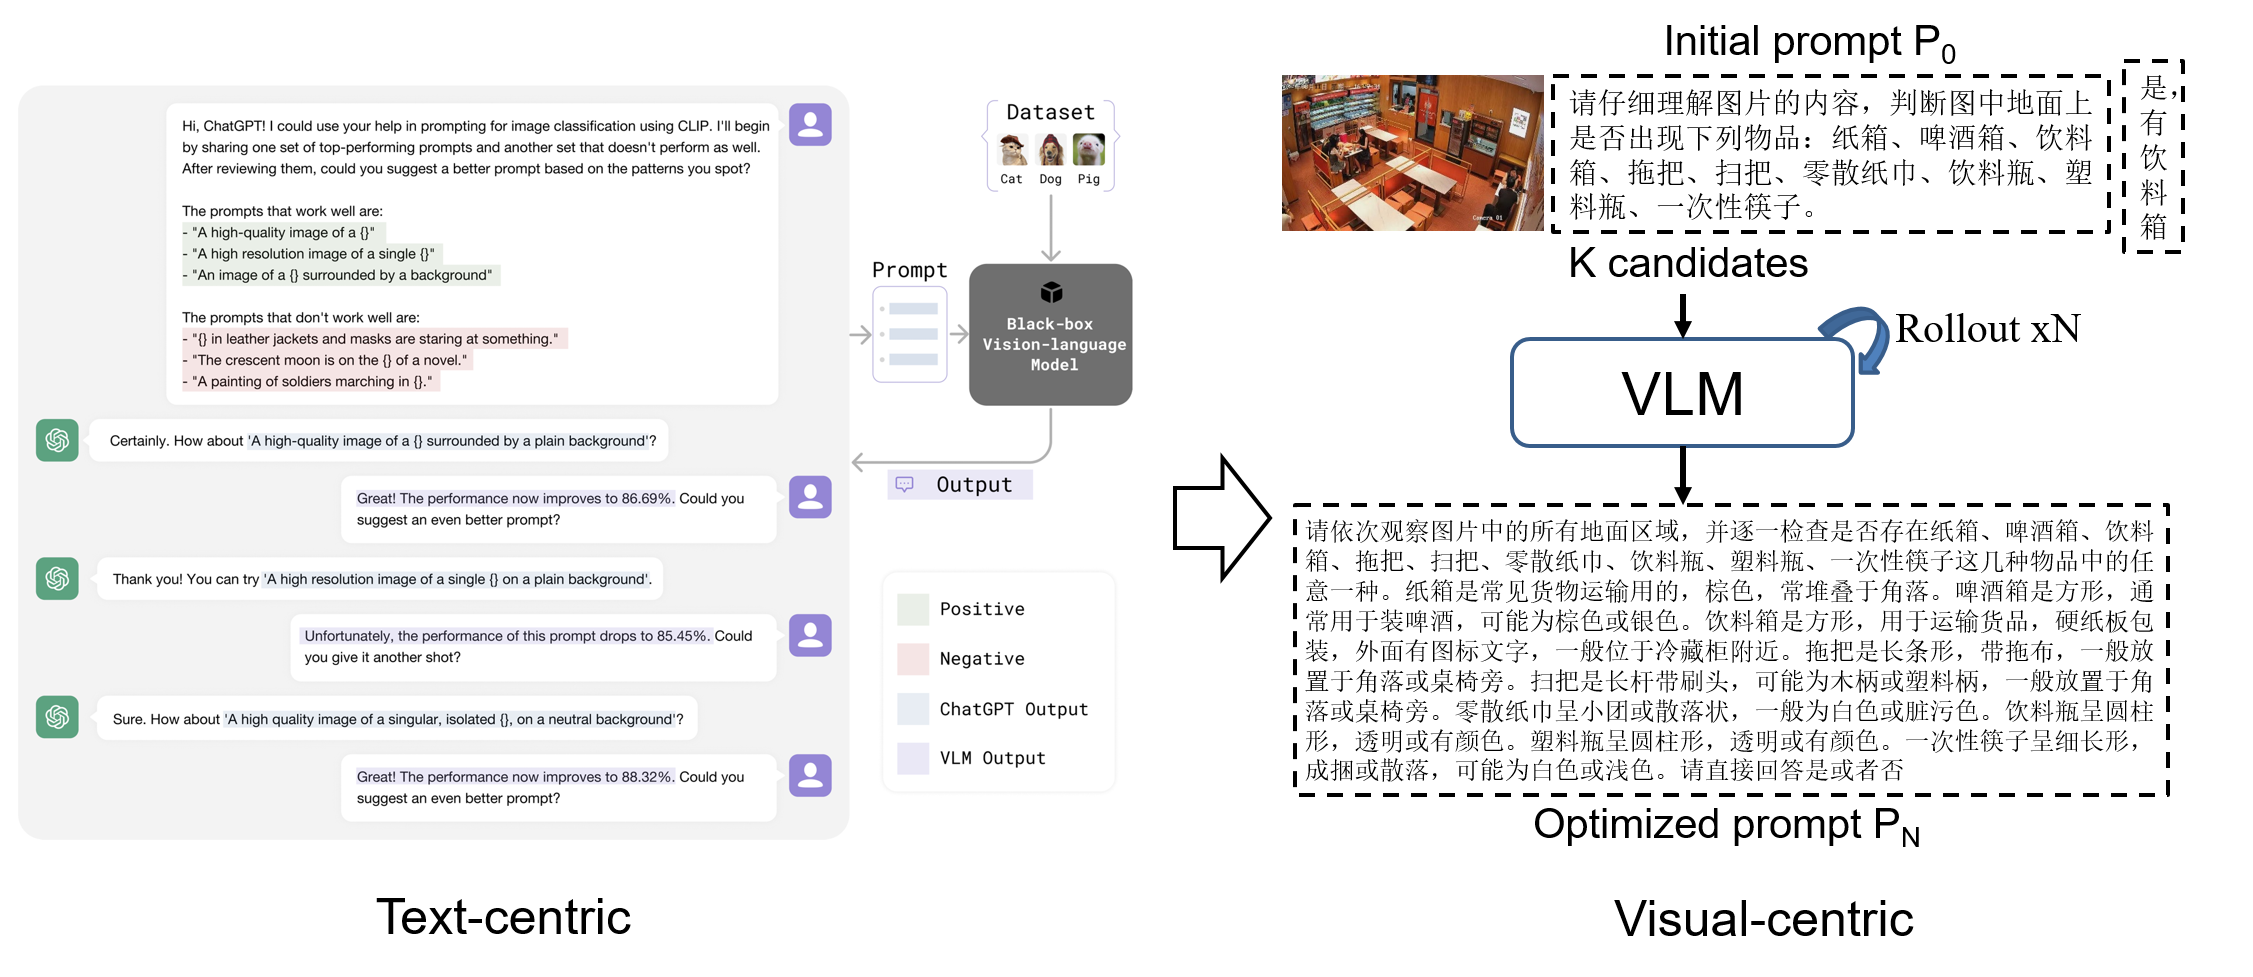 Hi, ChatGPT! I could use your help in prompting for image classification using CLIP. I'll begin
by sharing one set of top-performing prompts and another set that doesn't perform as well.
After reviewing them, could you suggest a better prompt based on the patterns you spot?
The prompts that work well are:
- "A high-quality image of a {}"
- "A high resolution image of a single {}"
- "An image of a {} surrounded by a background"
The prompts that don't work well are:
- "{} in leather jackets and masks are staring at something."
- "The crescent moon is on the {} of a novel."
- "A painting of soldiers marching in {}."
Certainly. How about 'A high-quality image of a {} surrounded by a plain background'?
Great! The performance now improves to 86.69%. Could you
suggest an even better prompt?
Thank you! You can try 'A high resolution image of a single {} on a plain background'.
Unfortunately, the performance of this prompt drops to 85.45%. Could
you give it another shot?
Sure. How about 'A high quality image of a singular, isolated {}, on a neutral background'?
Great! The performance now improves to 88.32%. Could you
suggest an even better prompt?
Text-centric
Dataset
Cat Dog Pig
Prompt
Black-box
Vision-language
Model
Output
Positive
Negative
ChatGPT Output
VLM Output
Initial prompt P0
Camera 01
请仔细理解图片的内容，判断图中地面上
是否出现下列物品：纸箱、啤酒箱、饮料
箱、拖把、扫把、零散纸巾、饮料瓶、塑
料瓶、一次性筷子。
是，
有
饮
料
箱
K candidates
Rollout xN
VLM
请依次观察图片中的所有地面区域，并逐一检查是否存在纸箱、啤酒箱、饮料
箱、拖把、扫把、零散纸巾、饮料瓶、塑料瓶、一次性筷子这几种物品中的任
意一种。纸箱是常见货物运输用的，棕色，常堆叠于角落。啤酒箱是方形，通
常用于装啤酒，可能为棕色或银色。饮料箱是方形，用于运输货品，硬纸板包
装，外面有图标文字，一般位于冷藏柜附近。拖把是长条形，带拖布，一般放
置于角落或桌椅旁。扫把是长杆带刷头，可能为木柄或塑料柄，一般放置于角
落或桌椅旁。零散纸巾呈小团或散落状，一般为白色或脏污色。饮料瓶呈圆柱
形，透明或有颜色。塑料瓶呈圆柱形，透明或有颜色。一次性筷子呈细长形，
成捆或散落，可能为白色或浅色。请直接回答是或者否
Optimized prompt PN
Visual-centric